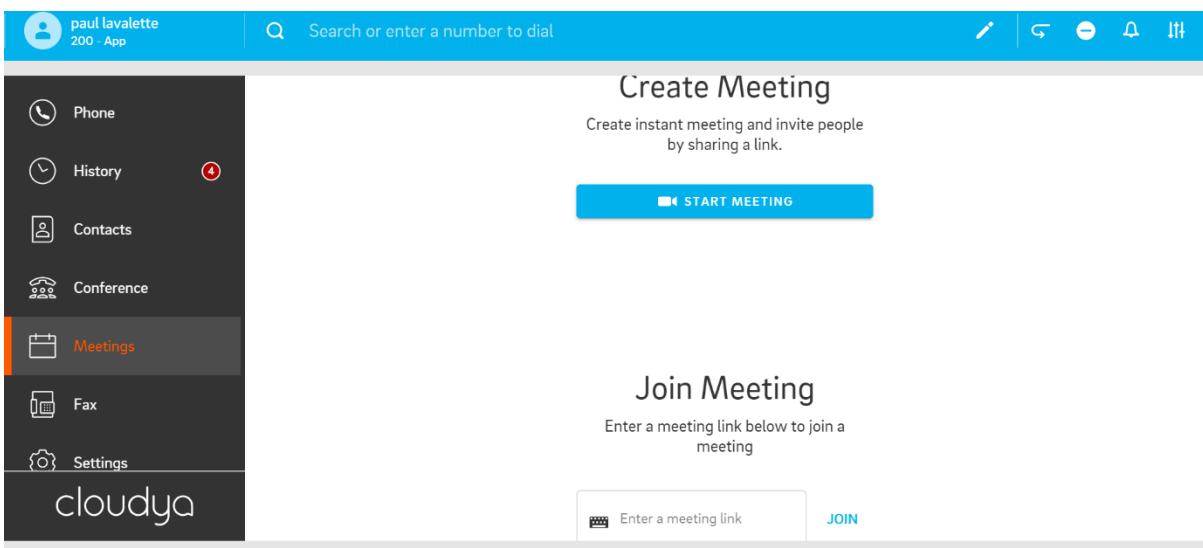 paul lavalette
200 - App
Search or enter a number to dial
Phone
History
4
Contacts
Conference
Meetings
Fax
Settings
cloudya
Create Meeting
Create instant meeting and invite people
by sharing a link.
START MEETING
Join Meeting
Enter a meeting link below to join a
meeting
Enter a meeting link
JOIN